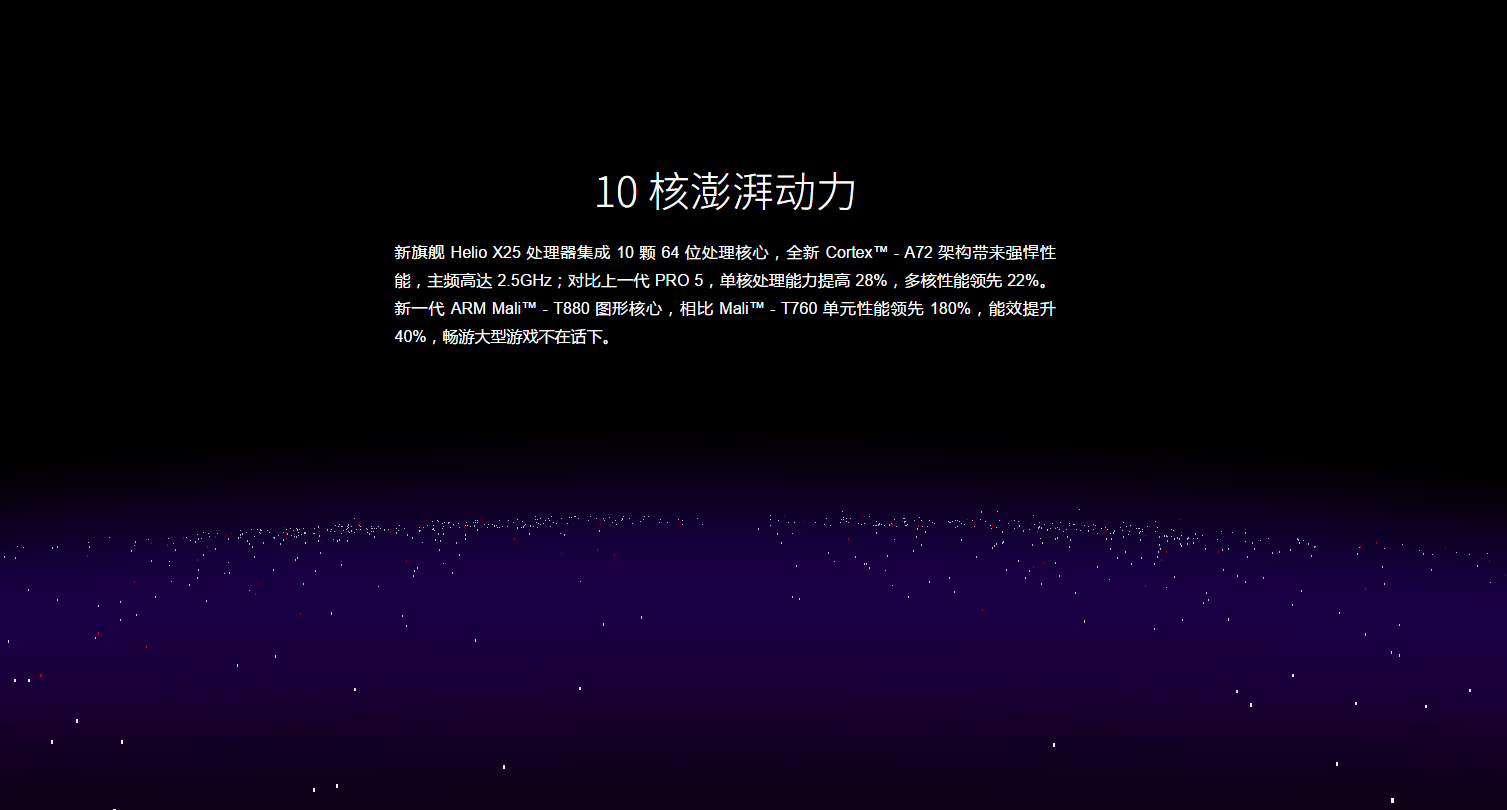 10 核澎湃动力
新旗舰 Helio X25 处理器集成 10 颗 64 位处理核心，全新 Cortex™ - A72 架构带来强悍性
能，主频高达 2.5GHz；对比上一代 PRO 5，单核处理能力提高 28%，多核性能领先 22%。
新一代 ARM Mali™ - T880 图形核心，相比 Mali™ - T760 单元性能领先 180%，能效提升
40%，畅游大型游戏不在话下。